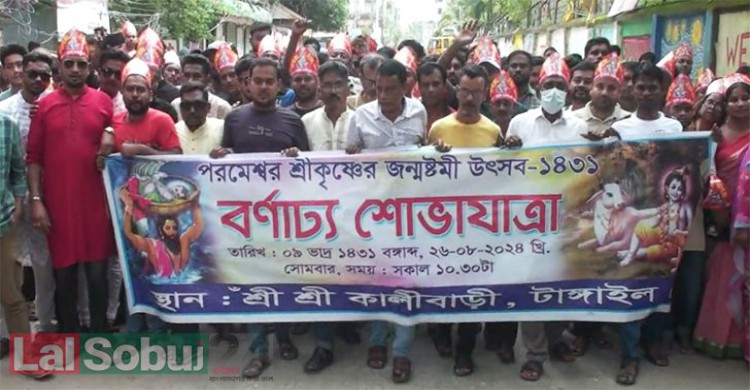 পরমেশ্বর শ্রীকৃষ্ণের জন্মাষ্টমী উৎসব-১৪৩১
বর্ণাঢ্য শোভাযাত্রা
তারিখ : ০৯ ভাদ্র ১৪৩১ বঙ্গাব্দ, ২৬-০৮-২০২৪ খ্রি.
সোমবার, সময় : সকাল ১০.৩০টা
স্থান : শ্রী শ্রী কালীবাড়ী, টাঙ্গাইল
Lal Sobuj